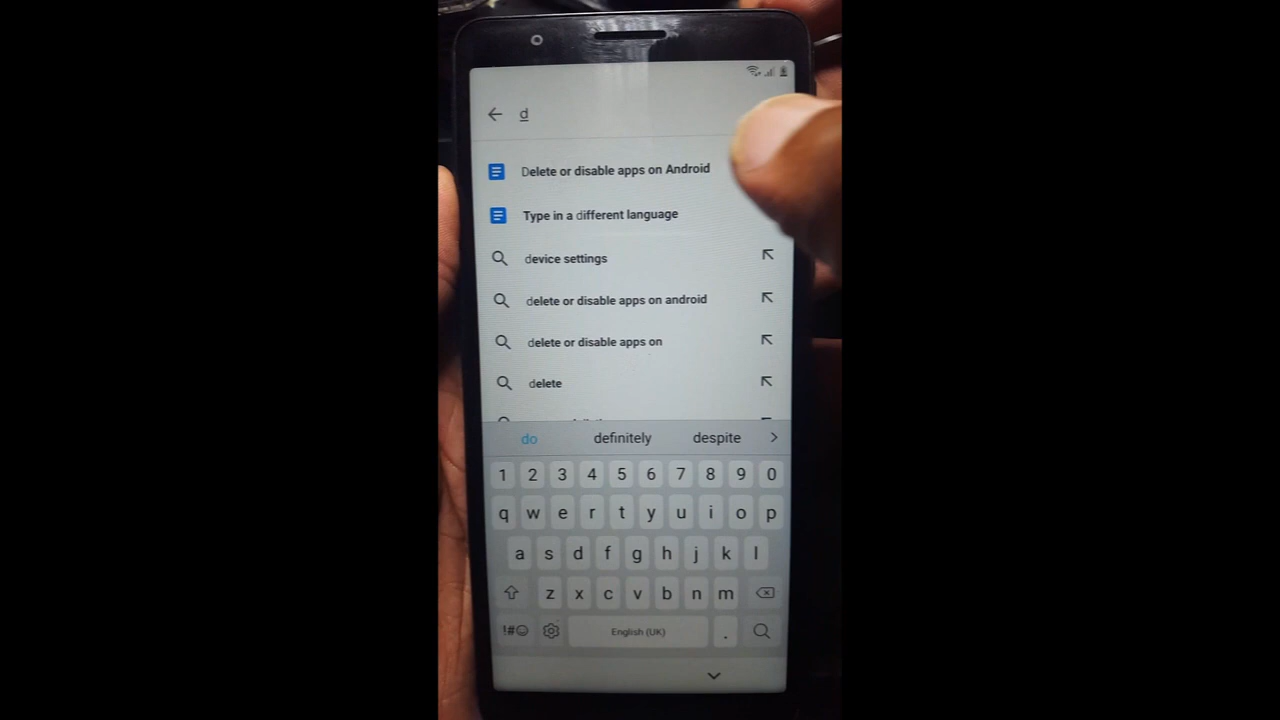 d
Delete or disable apps on Android
Type in a different language
device settings
delete or disable apps on android
delete or disable apps on
delete
do definitely despite
1 2 3 4 5 6 7 8 9 0
q w e r t y u i o p
a s d f g h j k l
z x c v b n m
!#☺ English (UK) .